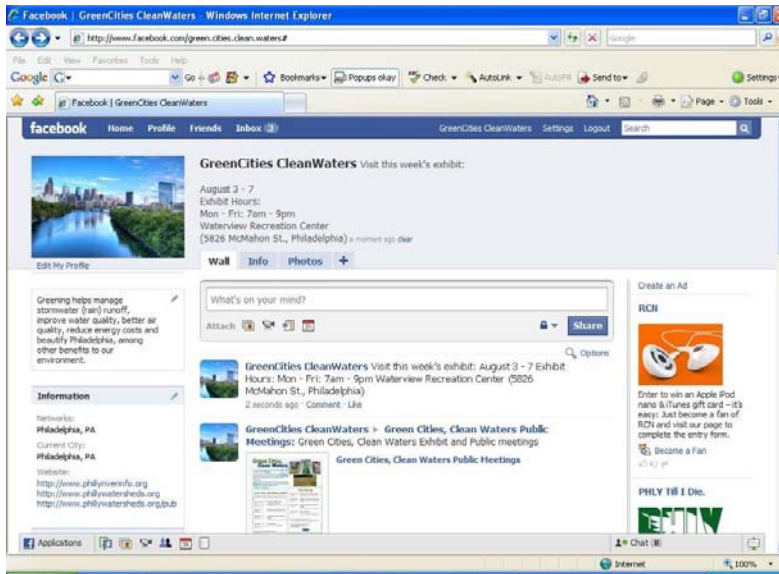 Facebook | GreenCities CleanWaters - Windows Internet Explorer
http://www.facebook.com/green.cities.clean.waters#
Google
File Edit View Favorites Tools Help
Google G Go Bookmarks Popups okay Check AutoLink AutoFill Send to Settings
Facebook | GreenCities CleanWaters
Page Tools
facebook Home Profile Friends Inbox 3 GreenCities CleanWaters Settings Logout Search
GreenCities CleanWaters Visit this week's exhibit:
August 3 - 7
Exhibit Hours:
Mon - Fri: 7am - 9pm
Waterview Recreation Center
(5826 McMahon St., Philadelphia) a moment ago clear
Edit My Profile
Wall Info Photos +
Greening helps manage
stormwater (rain) runoff,
improve water quality, better air
quality, reduce energy costs and
beautify Philadelphia, among
other benefits to our
environment.
Information
Networks:
Philadelphia, PA
Current City:
Philadelphia, PA
Website:
http://www.phillyriverinfo.org
http://www.phillywatersheds.org
http://www.phillywatersheds.org/pub
What's on your mind?
Attach
Share
Options
GreenCities CleanWaters Visit this week's exhibit: August 3 - 7 Exhibit
Hours: Mon - Fri: 7am - 9pm Waterview Recreation Center (5826
McMahon St., Philadelphia)
2 seconds ago · Comment · Like
GreenCities CleanWaters Green Cities, Clean Waters Public
Meetings: Green Cities, Clean Waters Exhibit and Public meetings
Green Cities, Clean Waters Public Meetings
Create an Ad
RCN
Enter to win an Apple iPod
nano & iTunes gift card – it's
easy: Just become a fan of
RCN and visit our page to
complete the entry form.
Become a Fan
PHLY Till I Die.
Applications
Chat (8)
Internet 100%